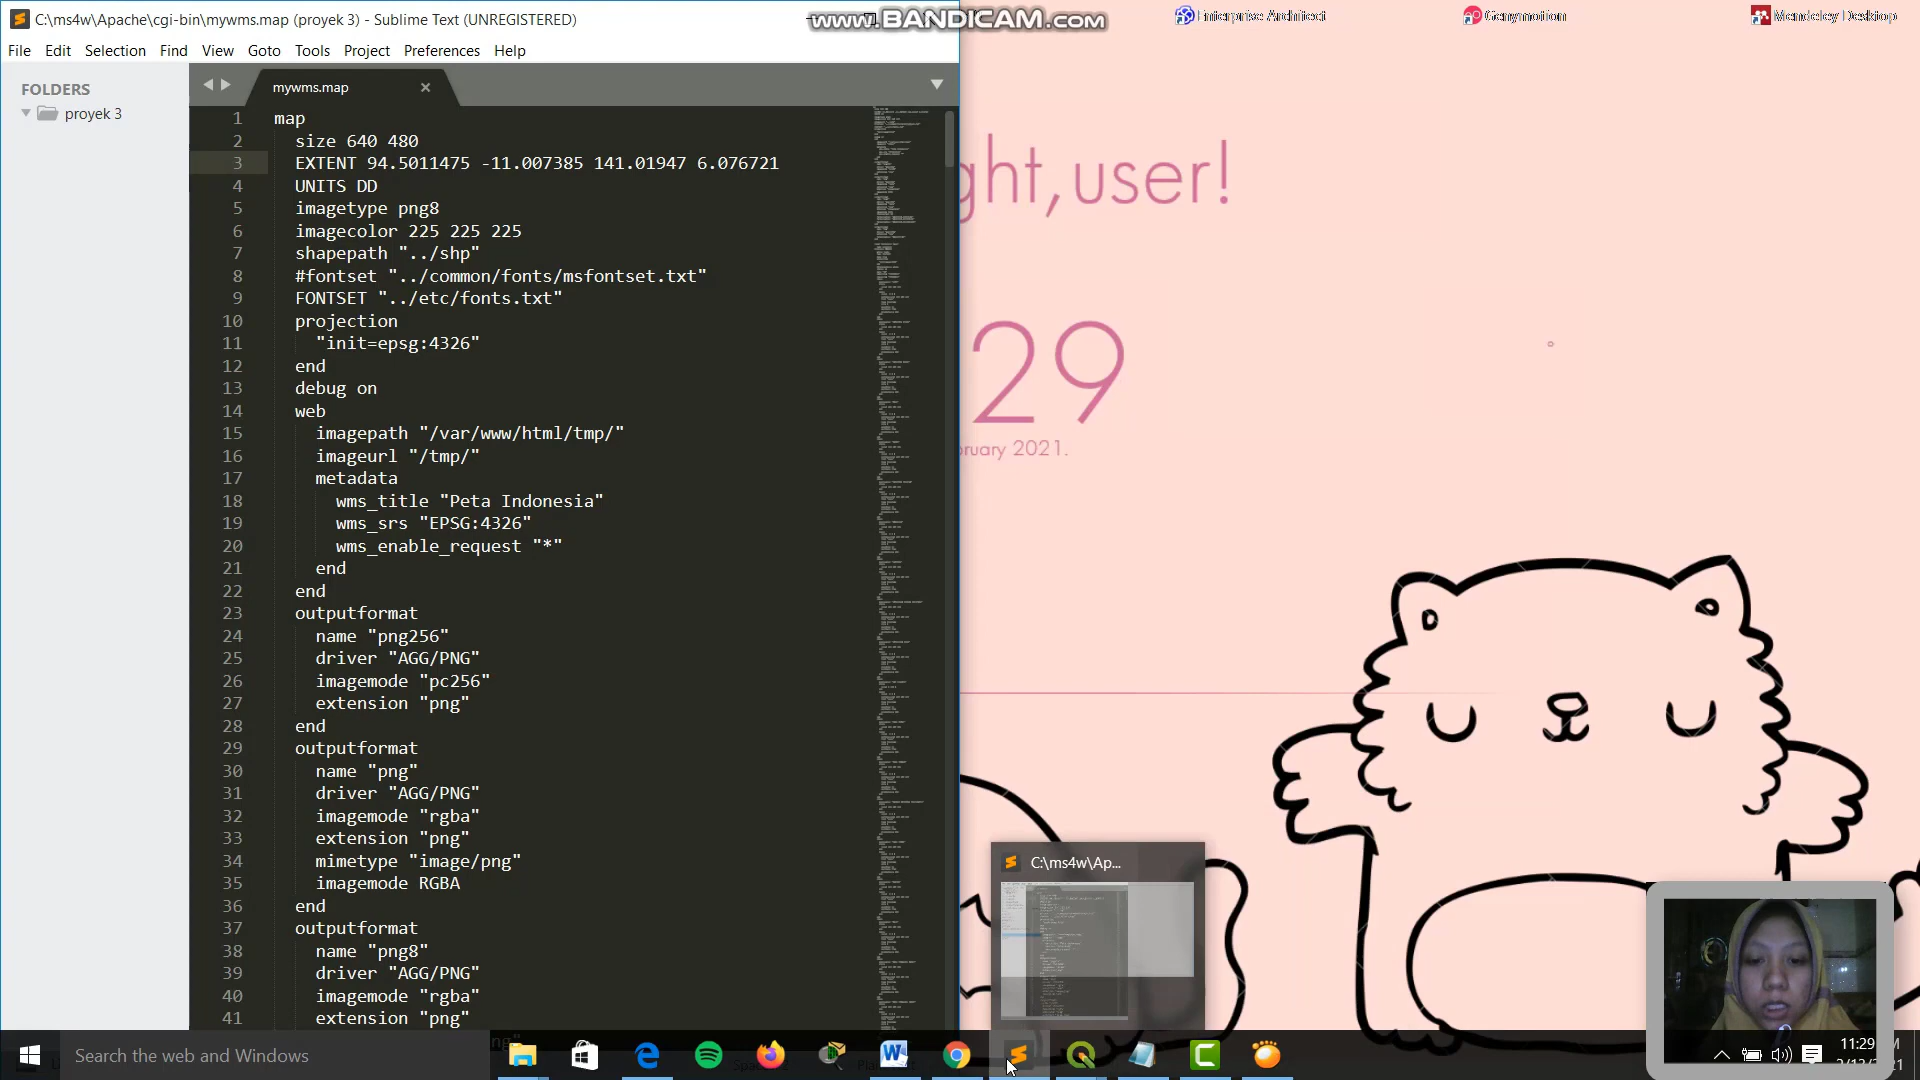 C:\ms4w\Apache\cgi-bin\mywms.map (proyek 3) - Sublime Text (UNREGISTERED)
www.BANDICAM.com
Enterprise Architect
Genymotion
Mendeley Desktop
File Edit Selection Find View Goto Tools Project Preferences Help
FOLDERS
proyek 3
mywms.map
1 map
2 size 640 480
3 EXTENT 94.5011475 -11.007385 141.01947 6.076721
4 UNITS DD
5 imagetype png8
6 imagecolor 225 225 225
7 shapepath "../shp"
8 #fontset "../common/fonts/msfontset.txt"
9 FONTSET "../etc/fonts.txt"
10 projection
11 "init=epsg:4326"
12 end
13 debug on
14 web
15 imagepath "/var/www/html/tmp/"
16 imageurl "/tmp/"
17 metadata
18 wms_title "Peta Indonesia"
19 wms_srs "EPSG:4326"
20 wms_enable_request "*"
21 end
22 end
23 outputformat
24 name "png256"
25 driver "AGG/PNG"
26 imagemode "pc256"
27 extension "png"
28 end
29 outputformat
30 name "png"
31 driver "AGG/PNG"
32 imagemode "rgba"
33 extension "png"
34 mimetype "image/png"
35 imagemode RGBA
36 end
37 outputformat
38 name "png8"
39 driver "AGG/PNG"
40 imagemode "rgba"
41 extension "png"
ght, user!
29
ruary 2021.
C:\ms4w\Ap...
Search the web and Windows
11:29